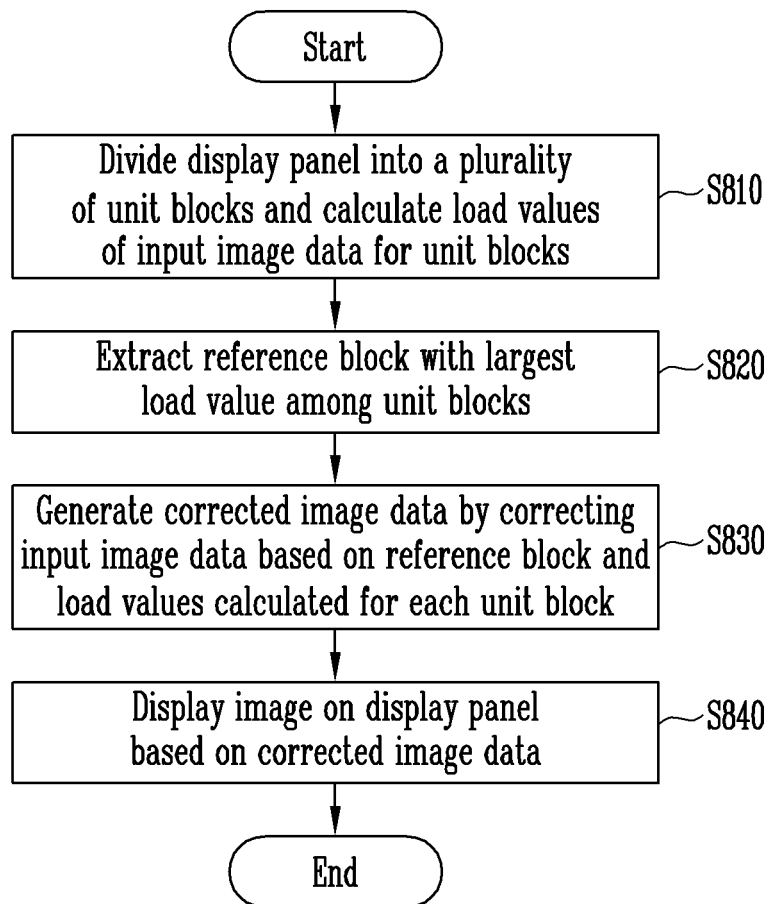 Start
Divide display panel into a plurality
of unit blocks and calculate load values
of input image data for unit blocks
S810
Extract reference block with largest
load value among unit blocks
S820
Generate corrected image data by correcting
input image data based on reference block and
load values calculated for each unit block
S830
Display image on display panel
based on corrected image data
S840
End